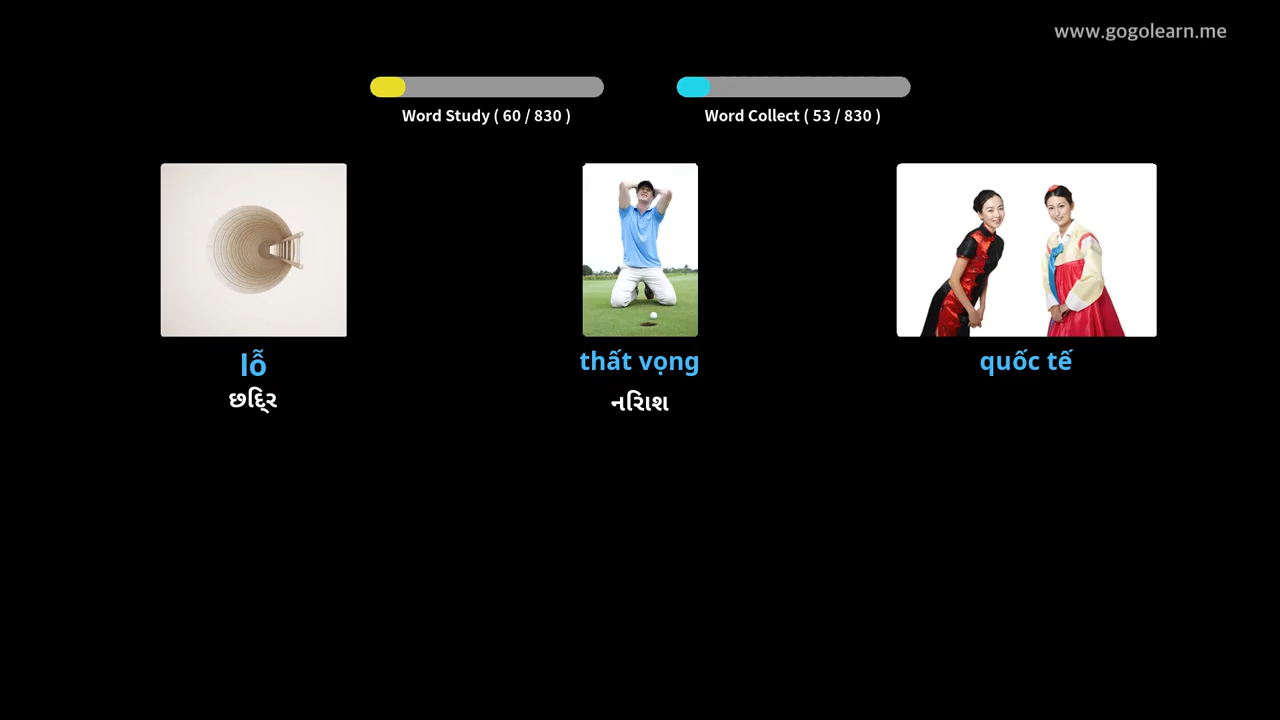 www.gogolearn.me
Word Study ( 60 / 830 )
Word Collect ( 53 / 830 )
lỗ
thất vọng
quốc tế
છિદ્ર
નિરાશ